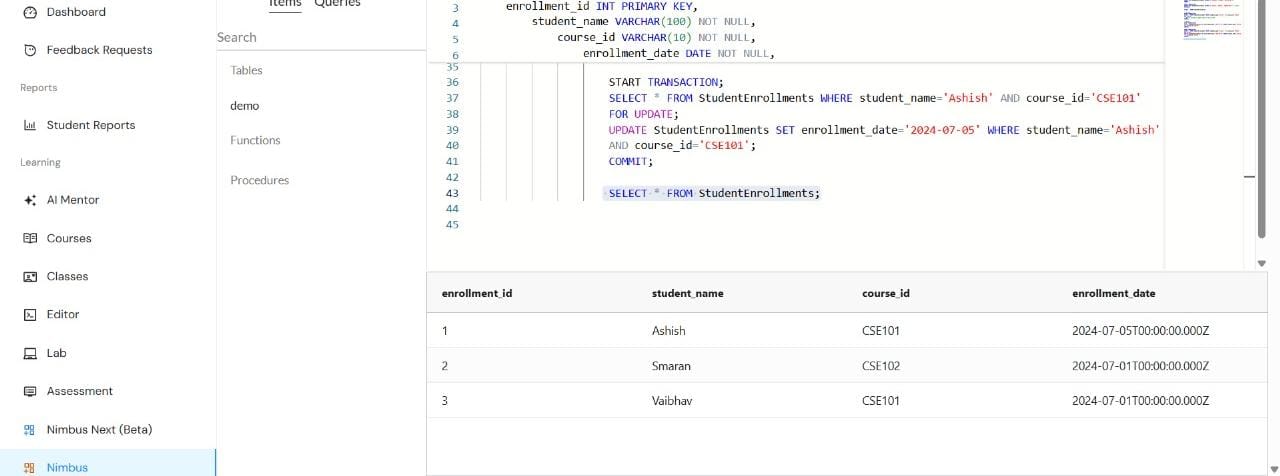 Dashboard
Feedback Requests
Reports
Student Reports
Learning
AI Mentor
Courses
Classes
Editor
Lab
Assessment
Nimbus Next (Beta)
Nimbus
Items Queries
Search
Tables
demo
Functions
Procedures
3 enrollment_id INT PRIMARY KEY,
4 student_name VARCHAR(100) NOT NULL,
5 course_id VARCHAR(10) NOT NULL,
6 enrollment_date DATE NOT NULL,
35
36 START TRANSACTION;
37 SELECT * FROM StudentEnrollments WHERE student_name='Ashish' AND course_id='CSE101'
38 FOR UPDATE;
39 UPDATE StudentEnrollments SET enrollment_date='2024-07-05' WHERE student_name='Ashish'
40 AND course_id='CSE101';
41 COMMIT;
42
43 SELECT * FROM StudentEnrollments;
44
45
enrollment_id student_name course_id enrollment_date
1 Ashish CSE101 2024-07-05T00:00:00.000Z
2 Smaran CSE102 2024-07-01T00:00:00.000Z
3 Vaibhav CSE101 2024-07-01T00:00:00.000Z